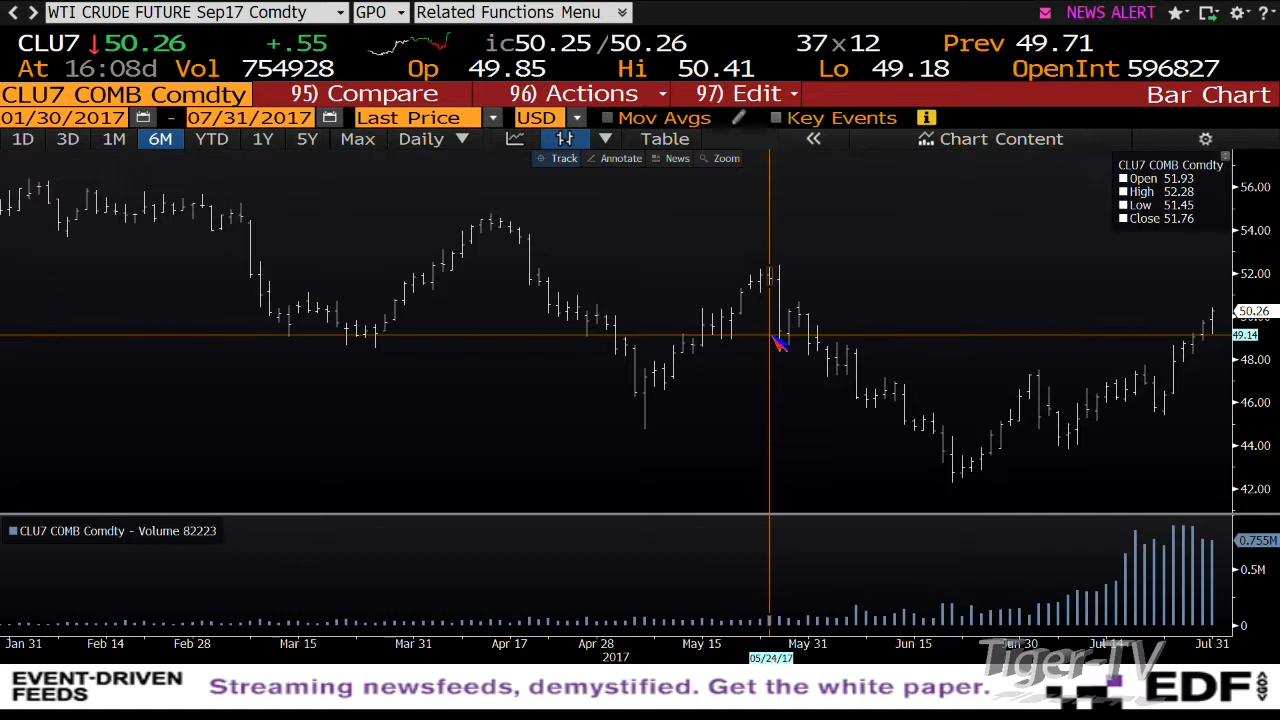 WTI CRUDE FUTURE Sep17 Comdty GPO Related Functions Menu NEWS ALERT ?
CLU7 ↓50.26 +.55 ic50.25/50.26 37x12 Prev 49.71
At 16:08d Vol 754928 Op 49.85 Hi 50.41 Lo 49.18 OpenInt 596827
CLU7 COMB Comdty 95) Compare 96) Actions 97) Edit Bar Chart
01/30/2017 - 07/31/2017 Last Price USD Mov Avgs Key Events i
1D 3D 1M 6M YTD 1Y 5Y Max Daily Table « Chart Content
Track Annotate News Zoom
CLU7 COMB Comdty
Open 51.93
High 52.28
Low 51.45
Close 51.76
56.00
54.00
52.00
50.26
49.14
48.00
46.00
44.00
42.00
CLU7 COMB Comdty - Volume 82223
0.755M
0.5M
0
Jan 31 Feb 14 Feb 28 Mar 15 Mar 31 Apr 17 Apr 28 May 15 May 31 Jun 15 Jun 30 Jul 14 Jul 31
2017 05/24/17
Tiger-TV
EVENT-DRIVEN
FEEDS
Streaming newsfeeds, demystified. Get the white paper.
EDF